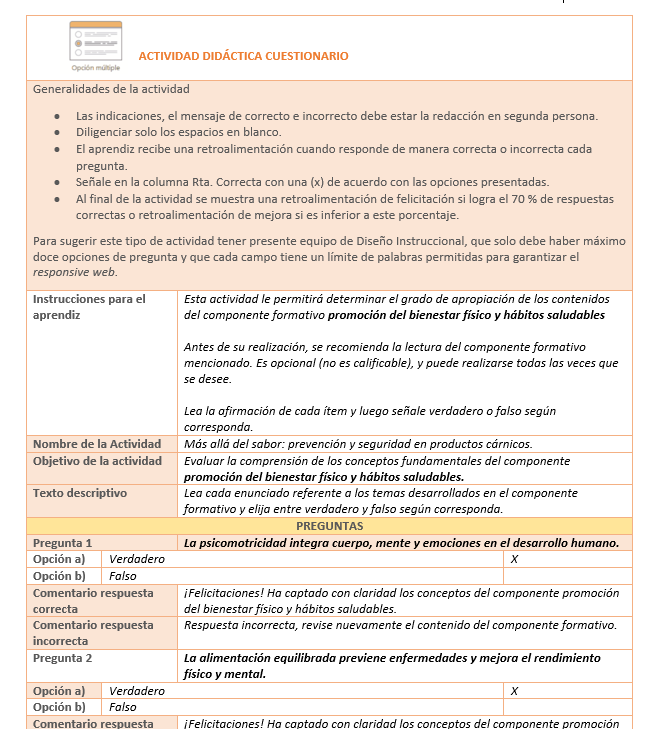 Opción múltiple
ACTIVIDAD DIDÁCTICA CUESTIONARIO
Generalidades de la actividad
• Las indicaciones, el mensaje de correcto e incorrecto debe estar la redacción en segunda persona.
• Diligenciar solo los espacios en blanco.
• El aprendiz recibe una retroalimentación cuando responde de manera correcta o incorrecta cada
pregunta.
• Señale en la columna Rta. Correcta con una (x) de acuerdo con las opciones presentadas.
• Al final de la actividad se muestra una retroalimentación de felicitación si logra el 70 % de respuestas
correctas o retroalimentación de mejora si es inferior a este porcentaje.
Para sugerir este tipo de actividad tener presente equipo de Diseño Instruccional, que solo debe haber máximo
doce opciones de pregunta y que cada campo tiene un límite de palabras permitidas para garantizar el
responsive web.
Instrucciones para el
aprendiz
Esta actividad le permitirá determinar el grado de apropiación de los contenidos
del componente formativo promoción del bienestar físico y hábitos saludables
Antes de su realización, se recomienda la lectura del componente formativo
mencionado. Es opcional (no es calificable), y puede realizarse todas las veces que
se desee.
Lea la afirmación de cada ítem y luego señale verdadero o falso según
corresponda.
Nombre de la Actividad
Más allá del sabor: prevención y seguridad en productos cárnicos.
Objetivo de la actividad
Evaluar la comprensión de los conceptos fundamentales del componente
promoción del bienestar físico y hábitos saludables.
Texto descriptivo
Lea cada enunciado referente a los temas desarrollados en el componente
formativo y elija entre verdadero y falso según corresponda.
PREGUNTAS
Pregunta 1
La psicomotricidad integra cuerpo, mente y emociones en el desarrollo humano.
Opción a) Verdadero X
Opción b) Falso
Comentario respuesta
correcta
¡Felicitaciones! Ha captado con claridad los conceptos del componente promoción
del bienestar físico y hábitos saludables.
Comentario respuesta
incorrecta
Respuesta incorrecta, revise nuevamente el contenido del componente formativo.
Pregunta 2
La alimentación equilibrada previene enfermedades y mejora el rendimiento
físico y mental.
Opción a) Verdadero X
Opción b) Falso
Comentario respuesta
¡Felicitaciones! Ha captado con claridad los conceptos del componente promoción